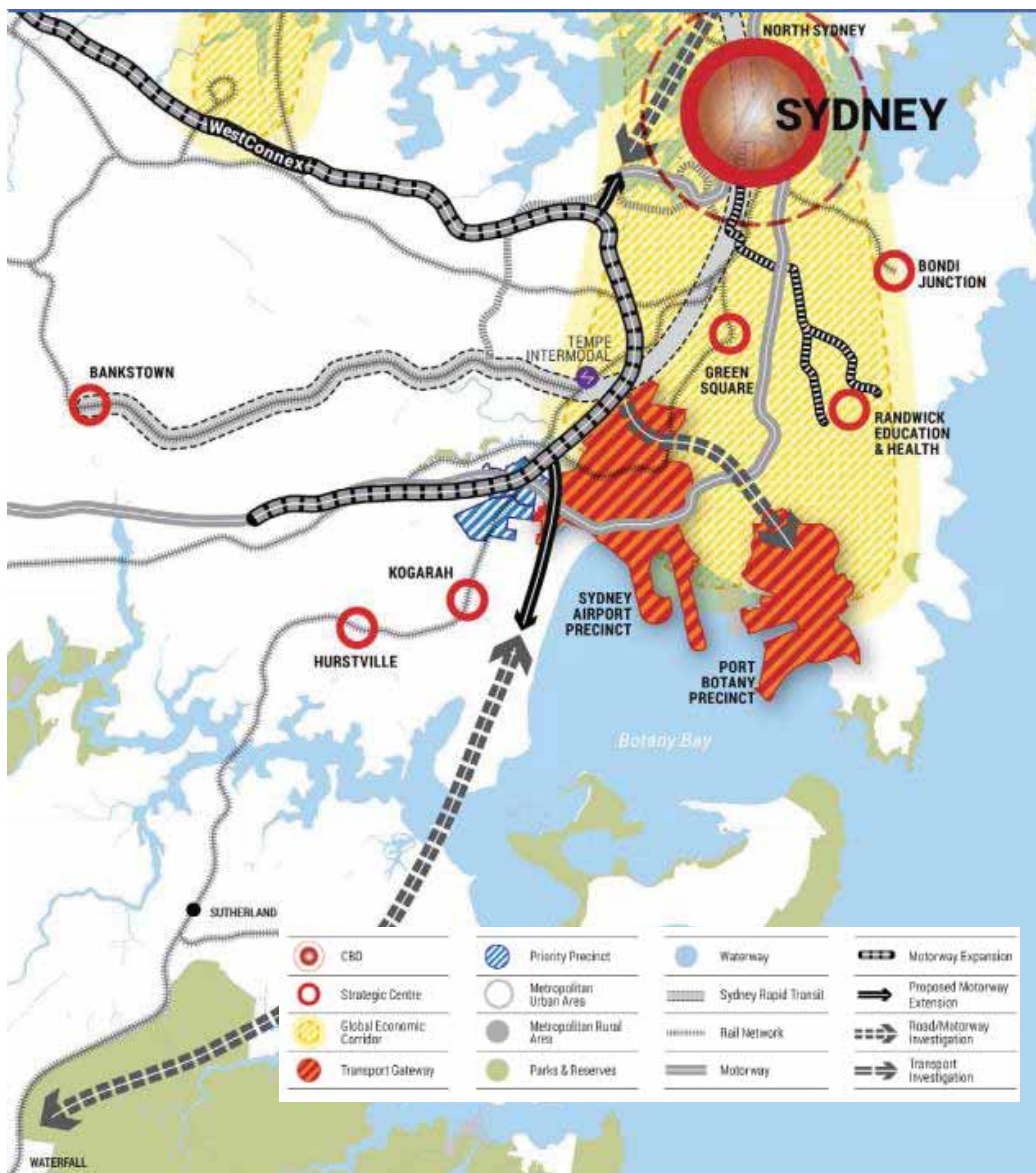 NORTH SYDNEY
SYDNEY
WestConnex
BONDI
JUNCTION
TEMPE
INTERMODAL
GREEN
SQUARE
BANKSTOWN
RANDWICK
EDUCATION
& HEALTH
KOGARAH
SYDNEY
AIRPORT
PRECINCT
HURSTVILLE
PORT
BOTANY
PRECINCT
Botany Bay
SUTHERLAND
WATERFALL
CBD
Strategic Centre
Global Economic
Corridor
Transport Gateway
Priority Precinct
Metropolitan
Urban Area
Metropolitan Rural
Area
Parks & Reserves
Waterway
Sydney Rapid Transit
Rail Network
Motorway
Motorway Expansion
Proposed Motorway
Extension
Road/Motorway
Investigation
Transport
Investigation